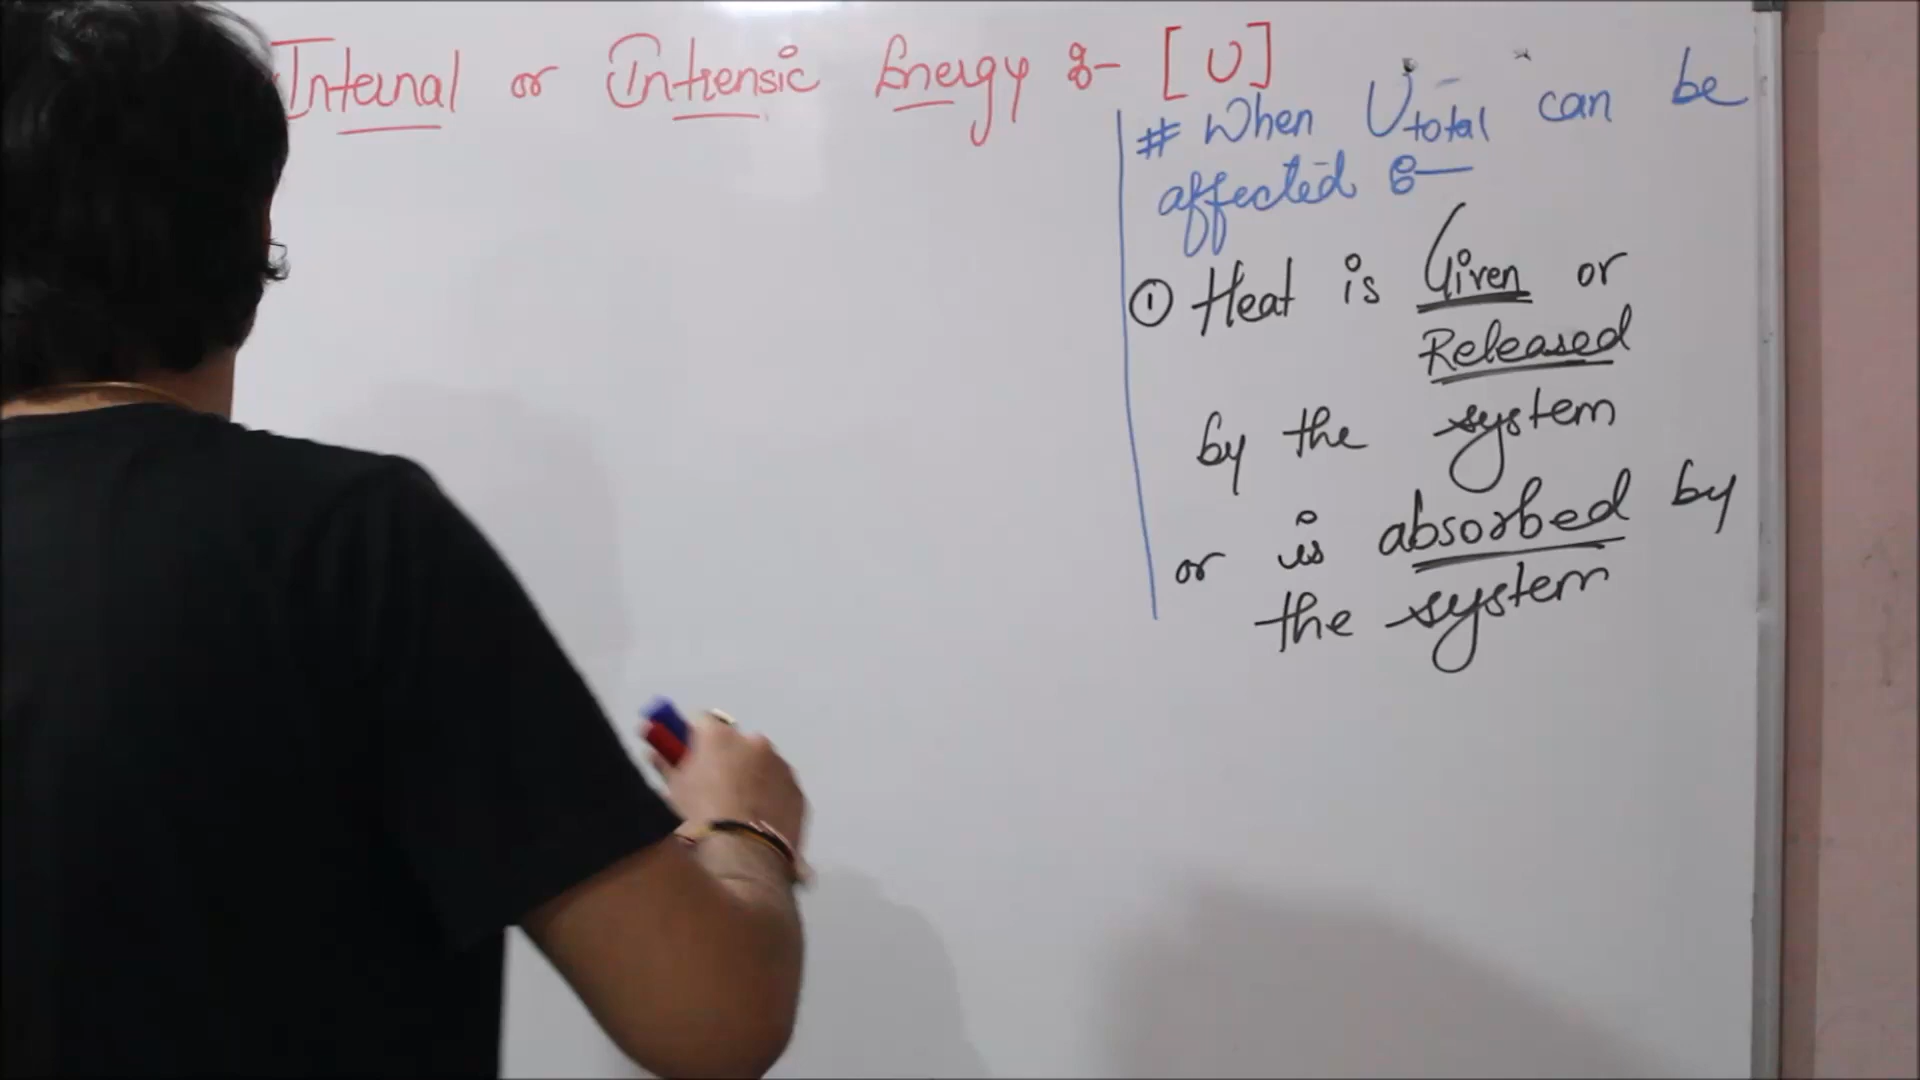 Internal or Intrensic Energy :- [U]
# When Utotal can be
affected :-
① Heat is Given or
Released
by the system
or is absorbed by
the system